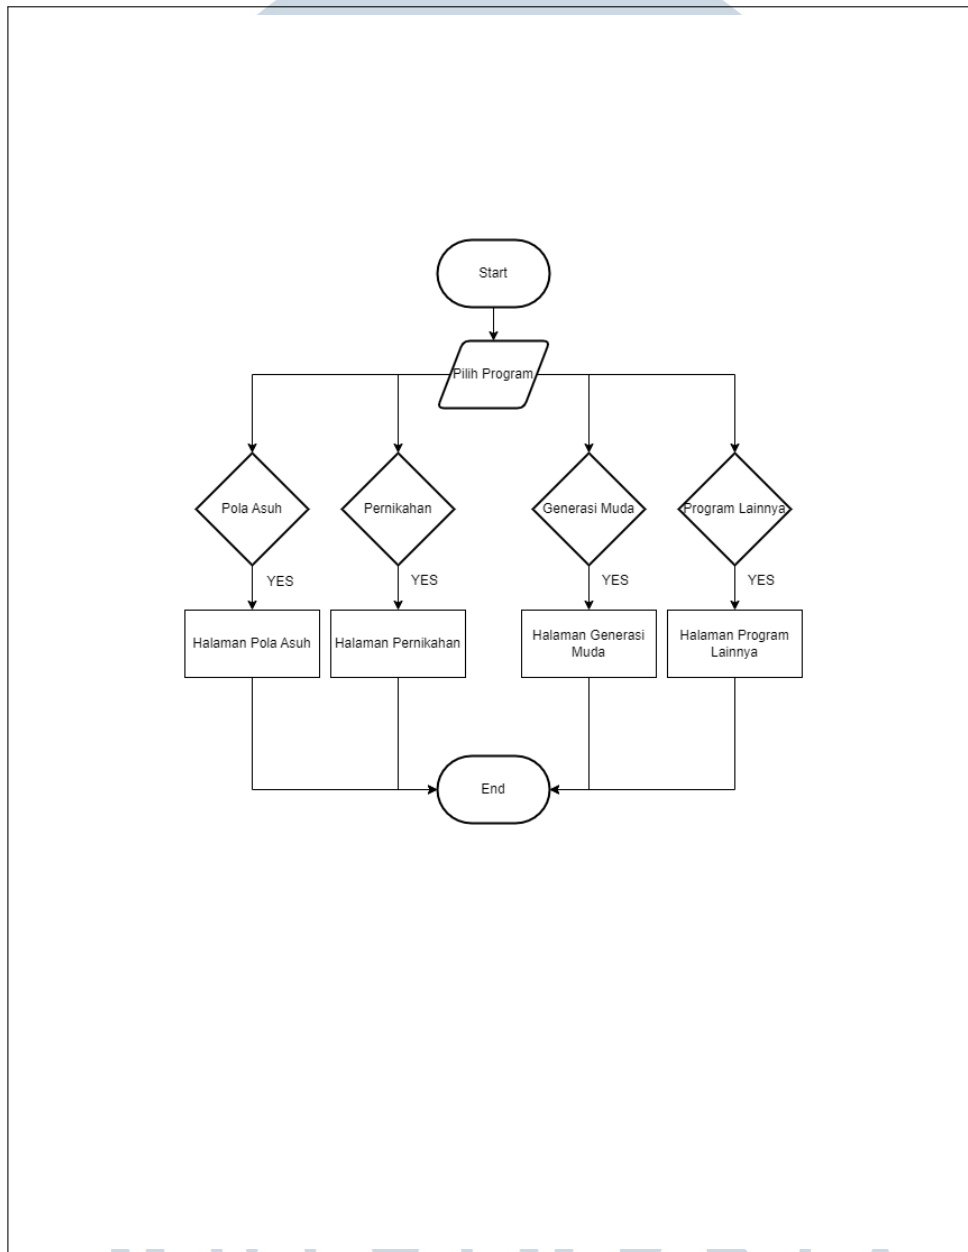 Start
Pilih Program
Pola Asuh
Pernikahan
Generasi Muda
Program Lainnya
YES
YES
YES
YES
Halaman Pola Asuh
Halaman Pernikahan
Halaman Generasi
Muda
Halaman Program
Lainnya
End